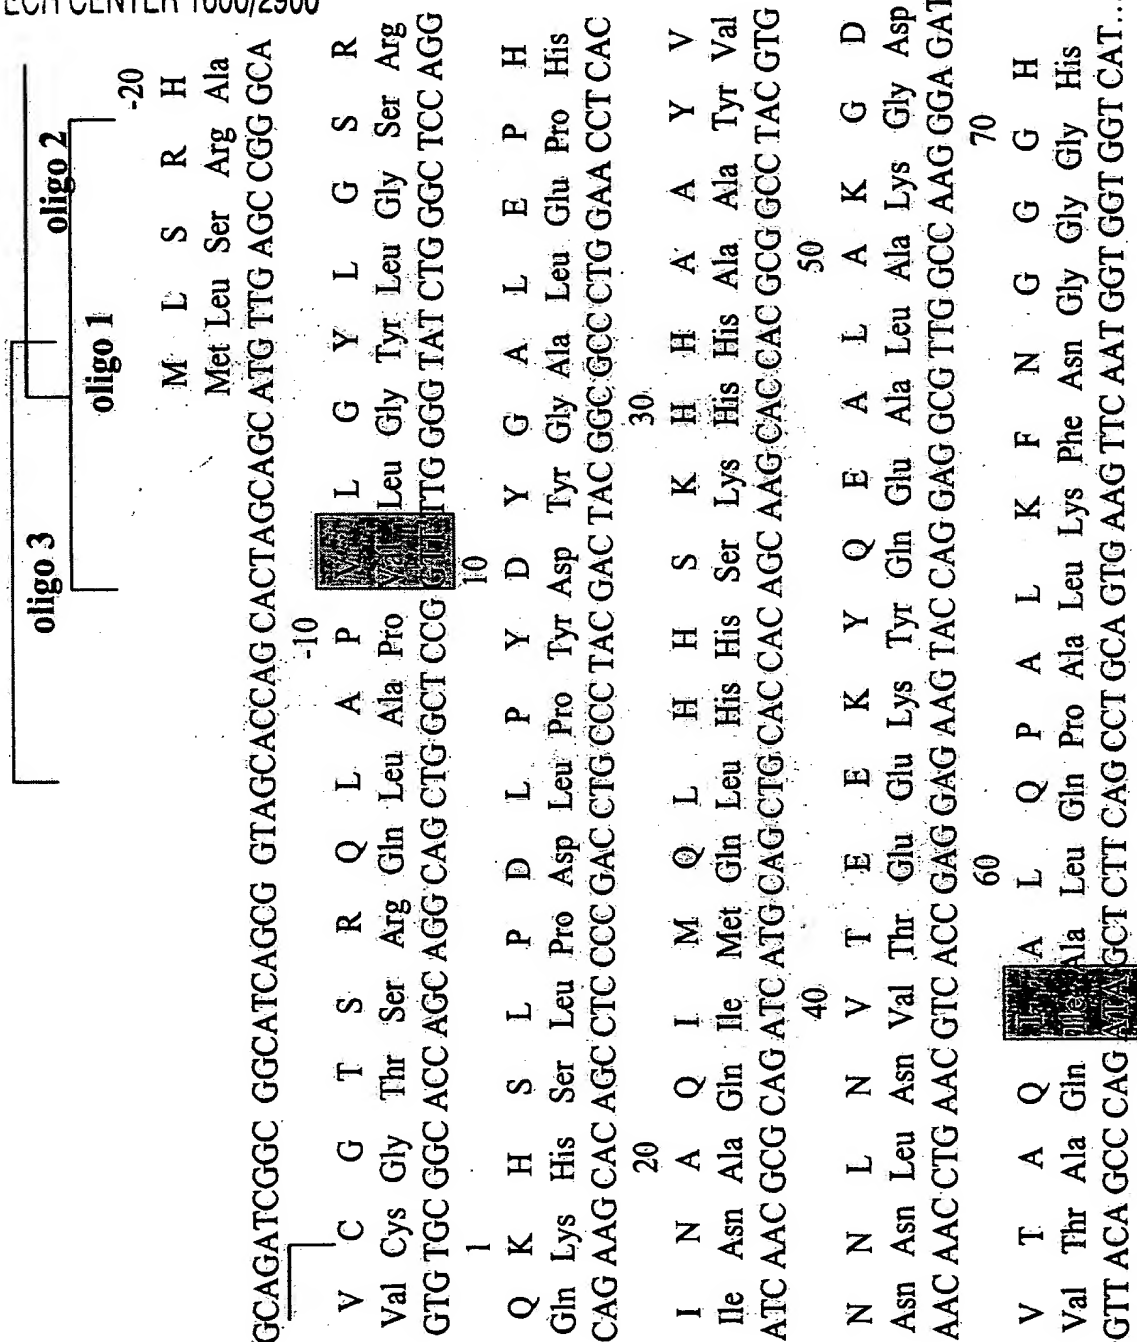 ECH CENTER 1600/2900
oligo 3
oligo 2
oligo 1
-20
M L S R H
Met Leu Ser Arg Ala
GCAGATCGGC GGCATCAGCG GTAGCACCAG CACTAGCAGC ATG TTG AGC CGG GCA
-10
V C G T S R Q L A P V L G Y L G S R
Val Cys Gly Thr Ser Arg Gln Leu Ala Pro Val Leu Gly Tyr Leu Gly Ser Arg
GTG TGC GGC ACC AGC AGG CAG CTG GCT CCG GTT TTG GGG TAT CTG GGC TCC AGG
1 10
Q K H S L P D L P Y D Y G A L E P H
Gln Lys His Ser Leu Pro Asp Leu Pro Tyr Asp Tyr Gly Ala Leu Glu Pro His
CAG AAG CAC AGC CTC CCC GAC CTG CCC TAC GAC TAC GGC GCC CTG GAA CCT CAC
20 30
I N A Q I M Q L H H S K H H A A Y V
Ile Asn Ala Gln Ile Met Gln Leu His His Ser Lys His His Ala Ala Tyr Val
ATC AAC GCG CAG ATC ATG CAG CTG CAC CAC AGC AAG CAC CAC GCG GCC TAC GTG
40 50
N N L N V T E E K Y Q E A L A K G D
Asn Asn Leu Asn Val Thr Glu Glu Lys Tyr Gln Glu Ala Leu Ala Lys Gly Asp
AAC AAC CTG AAC GTC ACC GAG GAG AAG TAC CAG GAG GCG TTG GCC AAG GGA GAT
60 70
V T A Q I A L Q P A L K F N G G G H
Val Thr Ala Gln Ile Ala Leu Gln Pro Ala Leu Lys Phe Asn Gly Gly Gly His
GTT ACA GCC CAG ATA GCT CTT CAG CCT GCA GTG AAG TTC AAT GGT GGT GGT CAT...